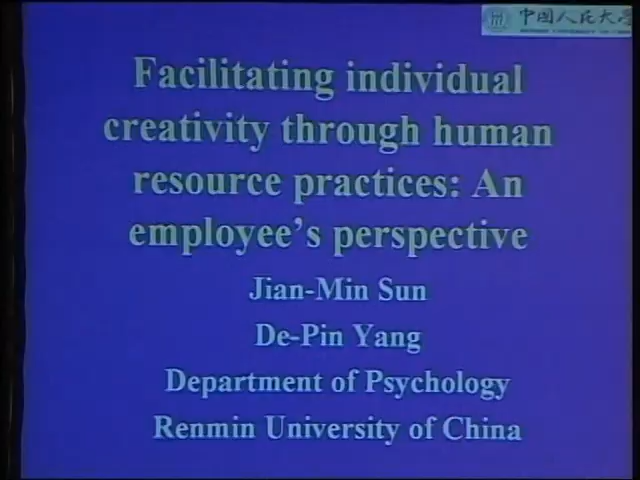 中国人民大学
Facilitating individual
creativity through human
resource practices: An
employee's perspective
Jian-Min Sun
De-Pin Yang
Department of Psychology
Renmin University of China